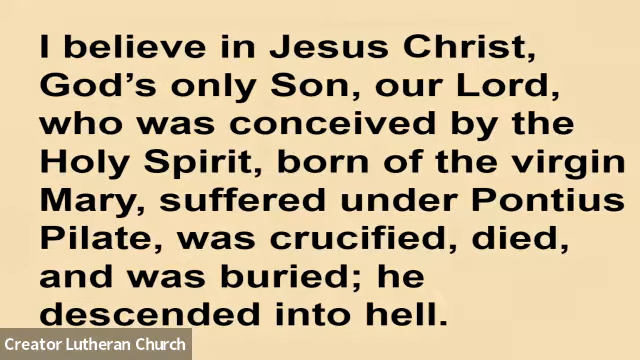 I believe in Jesus Christ,
God’s only Son, our Lord,
who was conceived by the
Holy Spirit, born of the virgin
Mary, suffered under Pontius
Pilate, was crucified, died,
and was buried; he
descended into hell.
Creator Lutheran Church